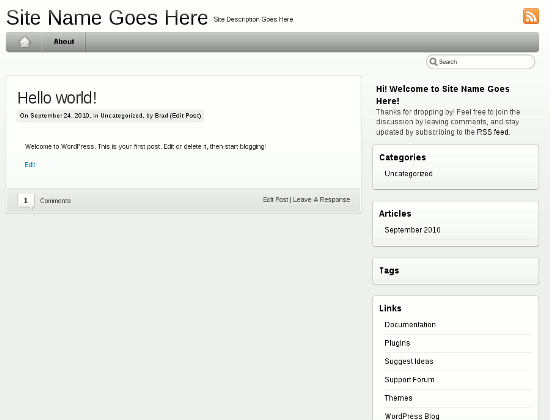 Site Name Goes Here
Site Description Goes Here
About
Search
Hello world!
On September 24, 2010, in Uncategorized, by Brad (Edit Post)
Welcome to WordPress. This is your first post. Edit or delete it, then start blogging!
Edit
1 Comments
Edit Post | Leave A Response
Hi! Welcome to Site Name Goes
Here!
Thanks for dropping by! Feel free to join the
discussion by leaving comments, and stay
updated by subscribing to the RSS feed.
Categories
Uncategorized
Articles
September 2010
Tags
Links
Documentation
Plugins
Suggest Ideas
Support Forum
Themes
WordPress Blog